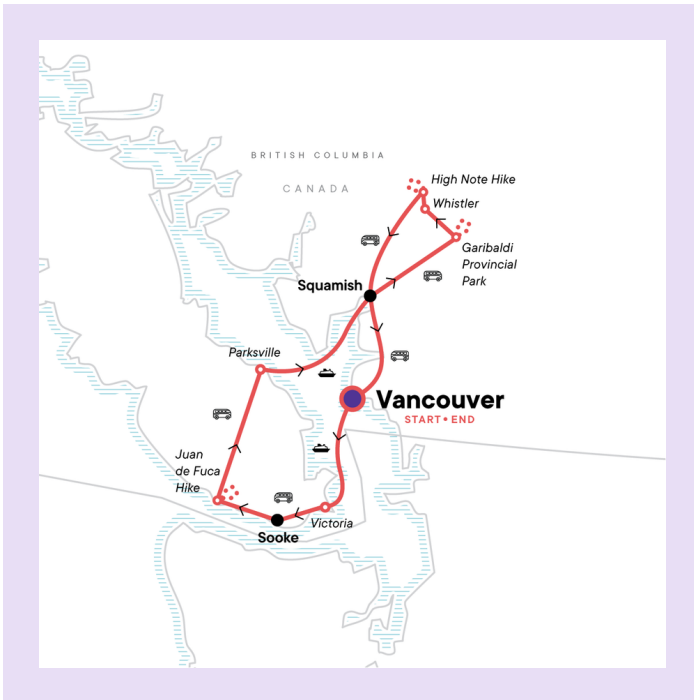 BRITISH COLUMBIA
CANADA
High Note Hike
Whistler
Garibaldi
Provincial
Park
Squamish
Parksville
Vancouver
START • END
Juan
de Fuca
Hike
Victoria
Sooke